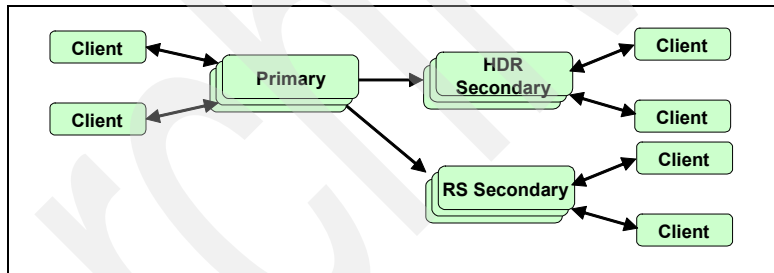 Client
Client
Primary
HDR
Secondary
RS Secondary
Client
Client
Client
Client